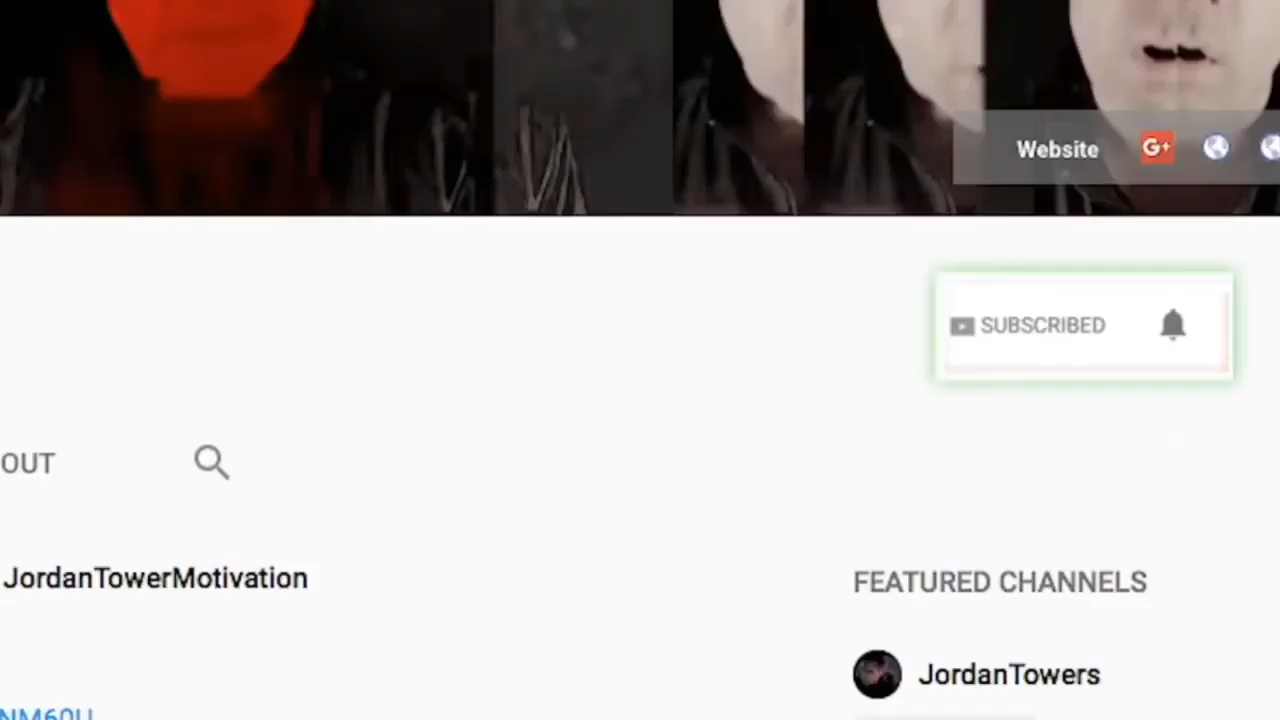 Website G+
SUBSCRIBED
OUT
JordanTowerMotivation
FEATURED CHANNELS
JordanTowers